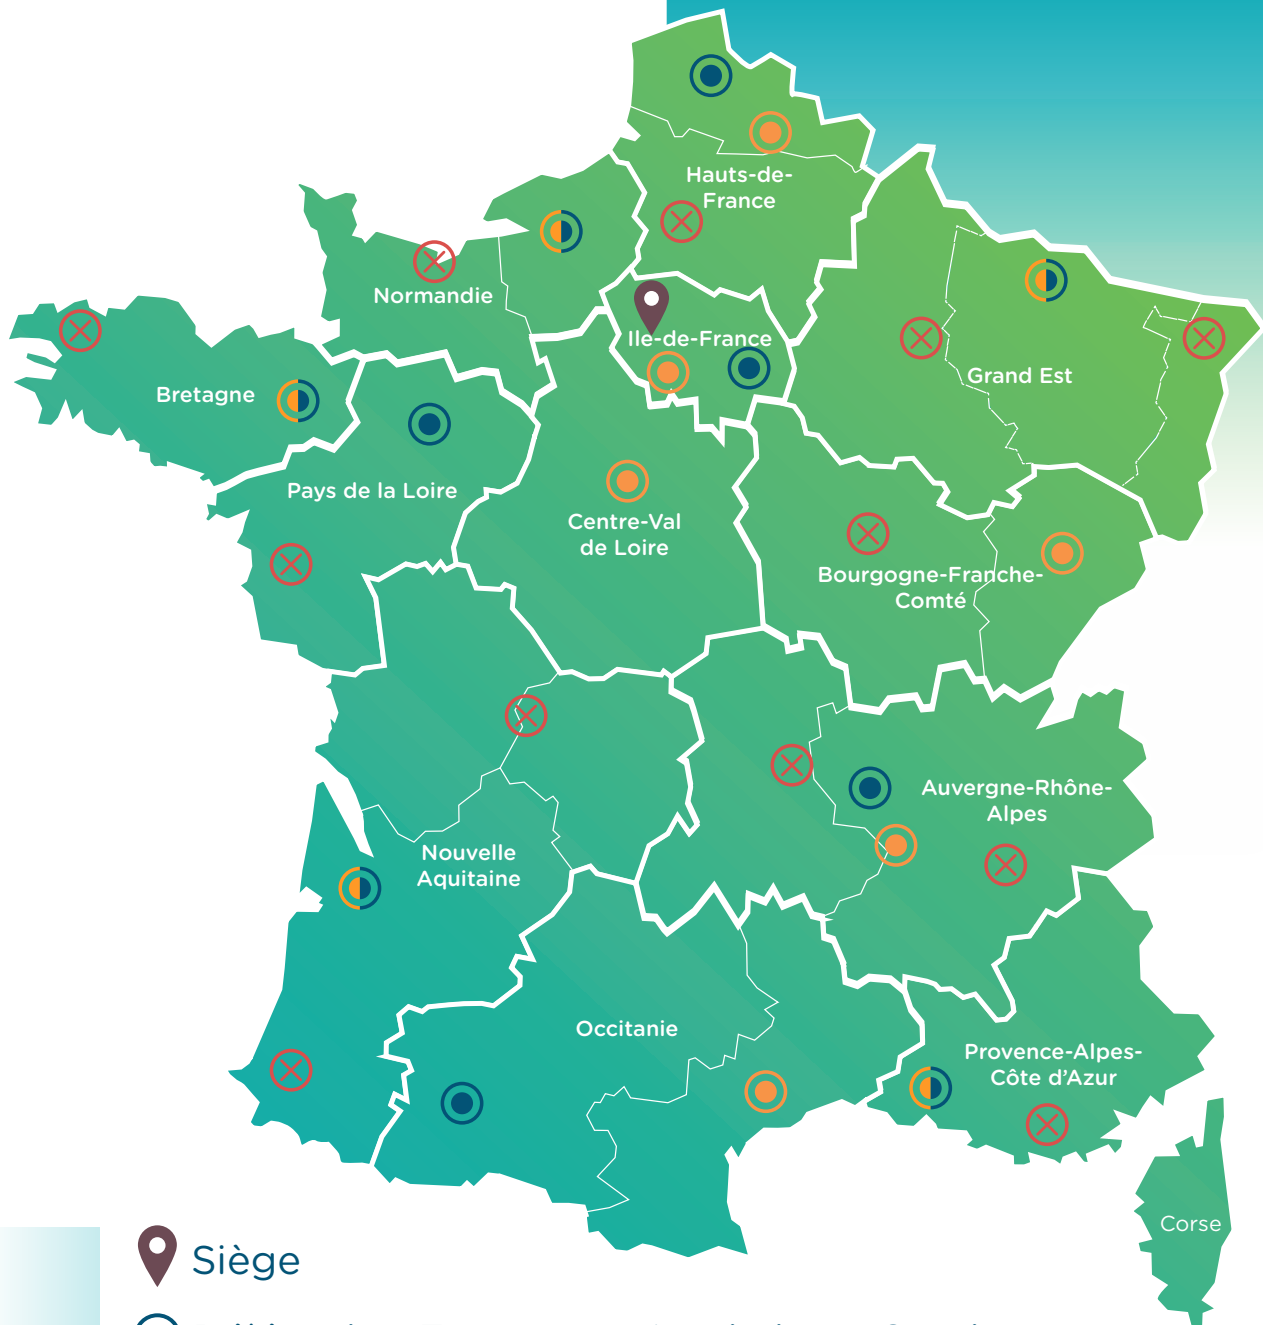 Hauts-de-
France
Normandie
Ile-de-France
Grand Est
Bretagne
Pays de la Loire
Centre-Val
de Loire
Bourgogne-Franche-
Comté
Auvergne-Rhône-
Alpes
Nouvelle
Aquitaine
Occitanie
Provence-Alpes-
Côte d'Azur
Corse
Siège